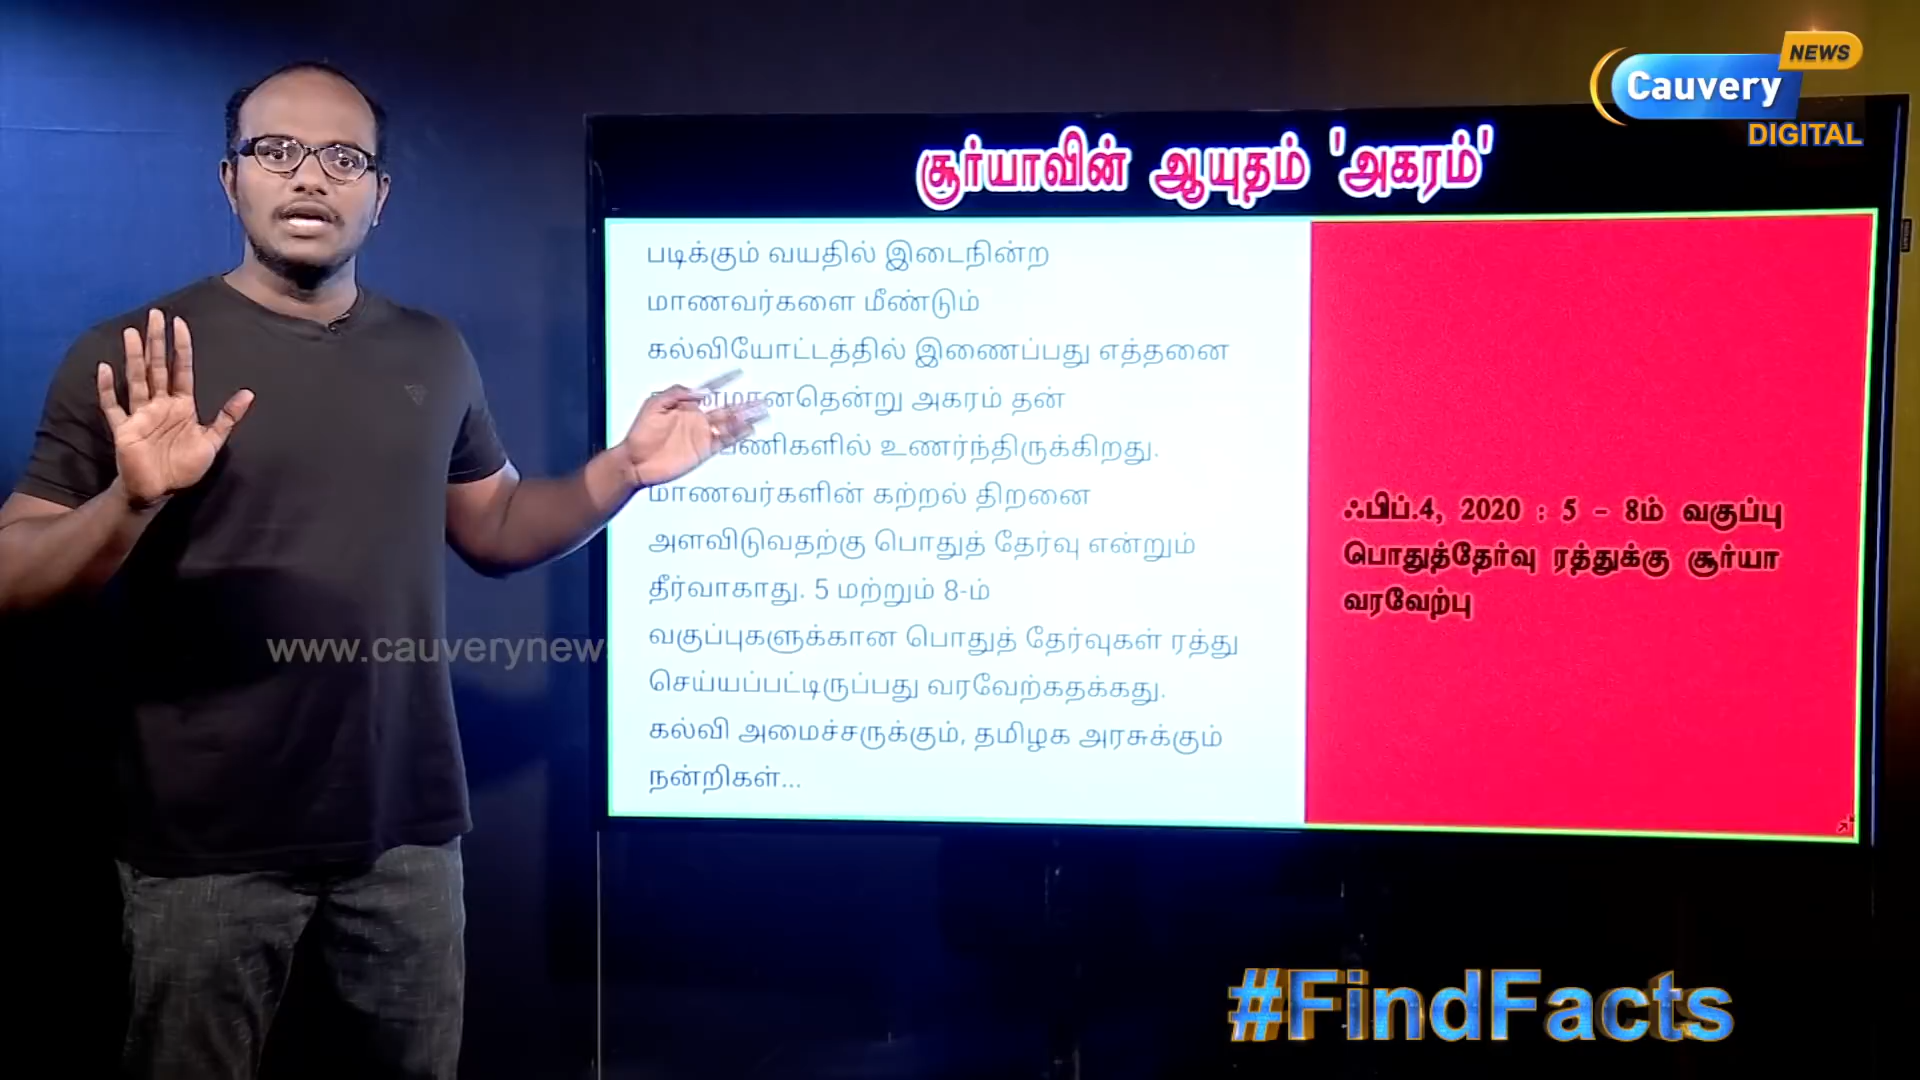 NEWS
Cauvery
DIGITAL
சூர்யாவின் ஆயுதம் 'அகரம்'
படிக்கும் வயதில் இடைநின்ற
மாணவர்களை மீண்டும்
கல்வியோட்டத்தில் இணைப்பது எத்தனை
அகரம் தன்
உணர்ந்திருக்கிறது.
மாணவர்களின் கற்றல் திறனை
அளவிடுவதற்கு பொதுத் தேர்வு என்றும்
தீர்வாகாது. 5 மற்றும் 8-ம்
வகுப்புகளுக்கான பொதுத் தேர்வுகள் ரத்து
செய்யப்பட்டிருப்பது வரவேற்கதக்கது.
கல்வி அமைச்சருக்கும், தமிழக அரசுக்கும்
நன்றிகள்...
ஃபிப்.4, 2020 : 5 - 8ம் வகுப்பு
பொதுத்தேர்வு ரத்துக்கு சூர்யா
வரவேற்பு
www.cauverynew
#FindFacts